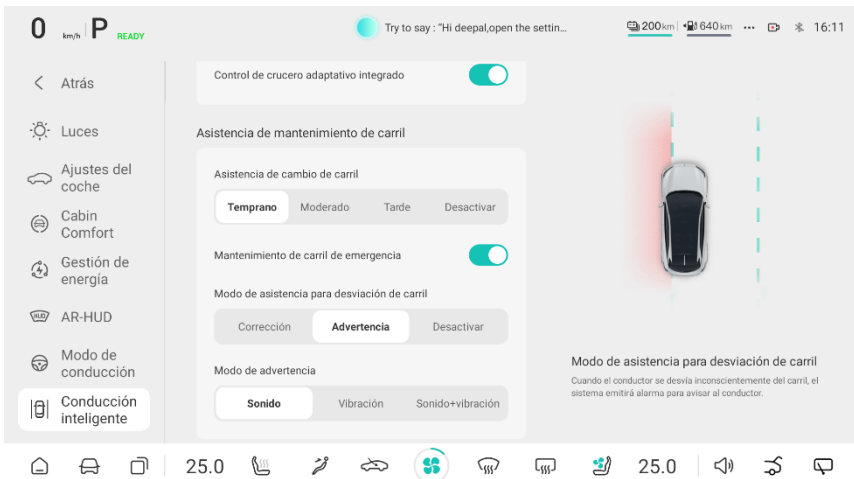 0 km/h P READY
Try to say : "Hi deepal,open the settin...
200km 640km ... 16:11
Atrás
Luces
Ajustes del
coche
Cabin
Comfort
Gestión de
energía
HUD AR-HUD
Modo de
conducción
Conducción
inteligente
Control de crucero adaptativo integrado
Asistencia de mantenimiento de carril
Asistencia de cambio de carril
Temprano Moderado Tarde Desactivar
Mantenimiento de carril de emergencia
Modo de asistencia para desviación de carril
Corrección Advertencia Desactivar
Modo de advertencia
Sonido Vibración Sonido+vibración
Modo de asistencia para desviación de carril
Cuando el conductor se desvía inconscientemente del carril, el
sistema emitirá alarma para avisar al conductor.
25.0 25.0